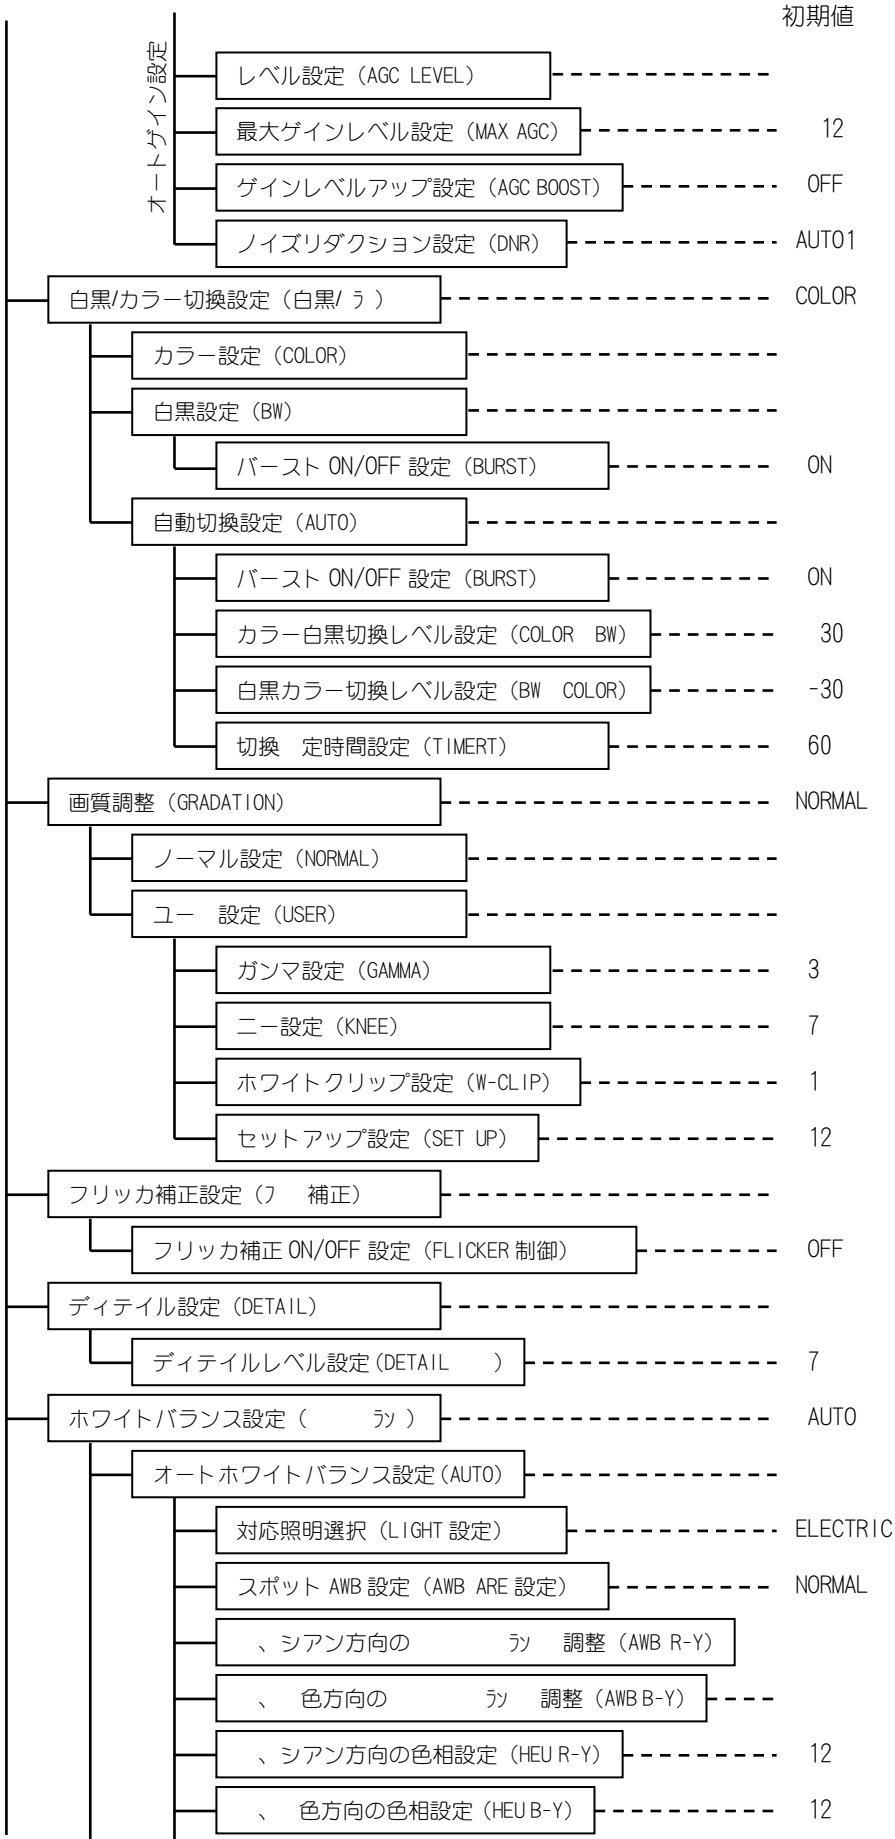 初期値
オートゲイン設定
レベル設定（AGC LEVEL）
最大ゲインレベル設定（MAX AGC） 12
ゲインレベルアップ設定（AGC BOOST） OFF
ノイズリダクション設定（DNR） AUTO1
白黒/カラー切換設定（白黒/ ﾗ ） COLOR
カラー設定（COLOR）
白黒設定（BW）
バースト ON/OFF 設定（BURST） ON
自動切換設定（AUTO）
バースト ON/OFF 設定（BURST） ON
カラー白黒切換レベル設定（COLOR BW） 30
白黒カラー切換レベル設定（BW COLOR） -30
切換 定時間設定（TIMERT） 60
画質調整（GRADATION） NORMAL
ノーマル設定（NORMAL）
ユー 設定（USER）
ガンマ設定（GAMMA） 3
ニー設定（KNEE） 7
ホワイトクリップ設定（W-CLIP） 1
セットアップ設定（SET UP） 12
フリッカ補正設定（ﾌ 補正）
フリッカ補正 ON/OFF 設定（FLICKER 制御） OFF
ディテイル設定（DETAIL）
ディテイルレベル設定（DETAIL ） 7
ホワイトバランス設定（ ﾗﾝ ） AUTO
オートホワイトバランス設定（AUTO）
対応照明選択（LIGHT 設定） ELECTRIC
スポット AWB 設定（AWB ARE 設定） NORMAL
、シアン方向の ﾗﾝ 調整（AWB R-Y）
、 色方向の ﾗﾝ 調整（AWB B-Y）
、シアン方向の色相設定（HEU R-Y） 12
、 色方向の色相設定（HEU B-Y） 12